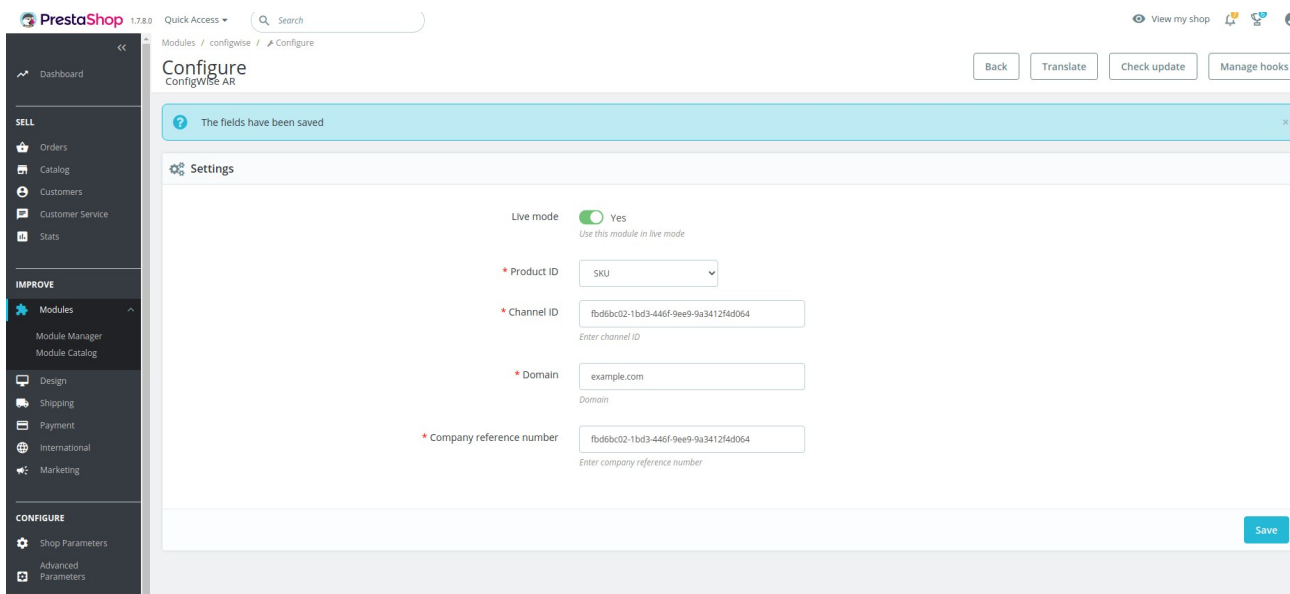 PrestaShop 1.7.8.0 Quick Access Search View my shop
Modules / configwise / Configure
Configure
ConfigWise AR
Back Translate Check update Manage hooks
Dashboard
The fields have been saved
SELL
Orders
Catalog
Customers
Customer Service
Stats
Settings
Live mode Yes
Use this module in live mode
* Product ID SKU
* Channel ID fbd6bc02-1bd3-446f-9ee9-9a3412f4d064
Enter channel ID
* Domain example.com
Domain
* Company reference number fbd6bc02-1bd3-446f-9ee9-9a3412f4d064
Enter company reference number
IMPROVE
Modules
Module Manager
Module Catalog
Design
Shipping
Payment
International
Marketing
CONFIGURE
Shop Parameters
Advanced
Parameters
Save